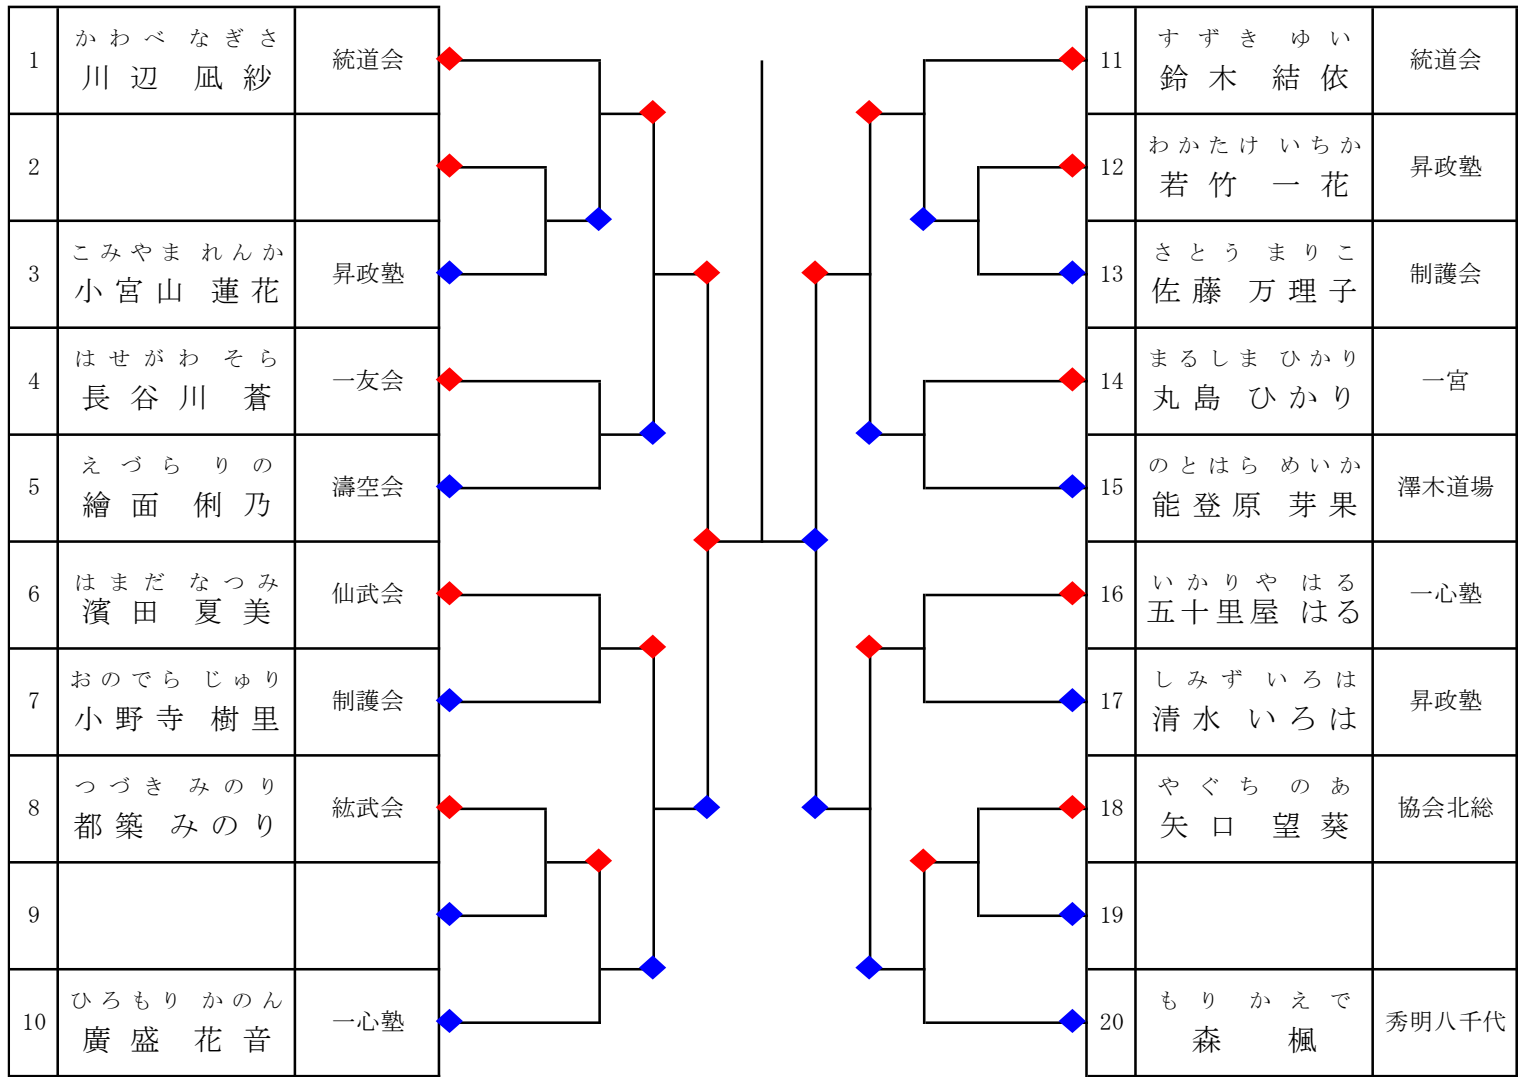 1
かわべ なぎさ
川辺 凪紗
統道会
2
3
こみやま れんか
小宮山 蓮花
昇政塾
4
はせがわ そら
長谷川 蒼
一友会
5
えづら りの
繪面 俐乃
濤空会
6
はまだ なつみ
濱田 夏美
仙武会
7
おのでら じゅり
小野寺 樹里
制護会
8
つづき みのり
都築 みのり
紘武会
9
10
ひろもり かのん
廣盛 花音
一心塾
11
すずき ゆい
鈴木 結依
統道会
12
わかたけ いちか
若竹 一花
昇政塾
13
さとう まりこ
佐藤 万理子
制護会
14
まるしま ひかり
丸島 ひかり
一宮
15
のとはら めいか
能登原 芽果
澤木道場
16
いかりや はる
五十里屋 はる
一心塾
17
しみず いろは
清水 いろは
昇政塾
18
やぐち のあ
矢口 望葵
協会北総
19
20
もり かえで
森 楓
秀明八千代